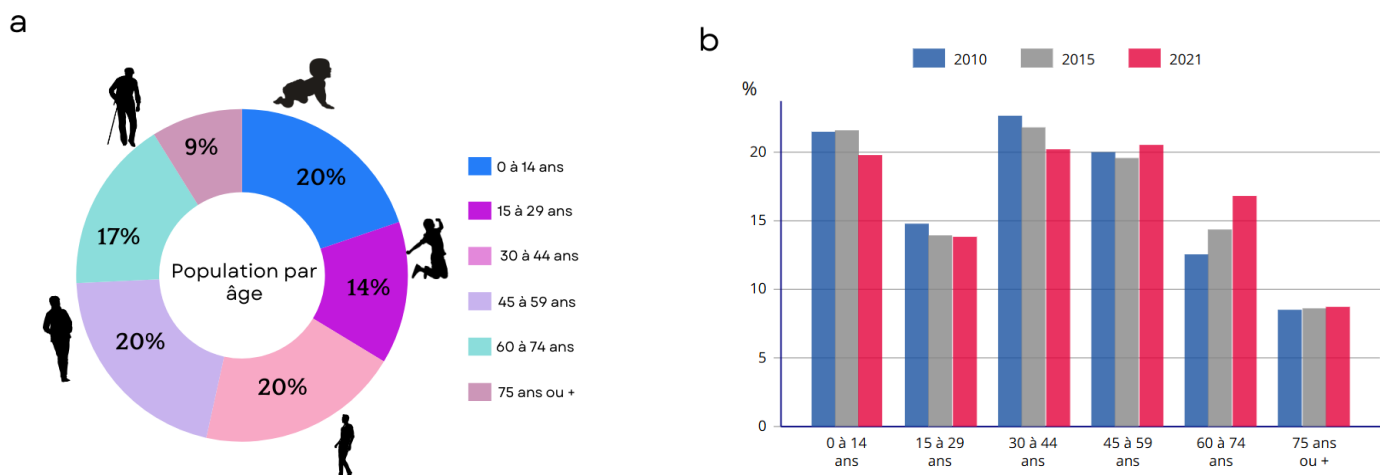 a
20%
14%
20%
20%
17%
9%
Population par
âge
0 à 14 ans
15 à 29 ans
30 à 44 ans
45 à 59 ans
60 à 74 ans
75 ans ou +
b
2010
2015
2021
%
20
15
10
5
0
0 à 14
ans
15 à 29
ans
30 à 44
ans
45 à 59
ans
60 à 74
ans
75 ans
ou +